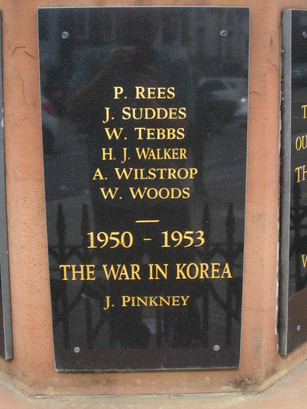 P. REES
J. SUDDES
W. TEBBS
H. J. WALKER
A. WILSTROP
W. WOODS
1950 - 1953
THE WAR IN KOREA
J. PINKNEY